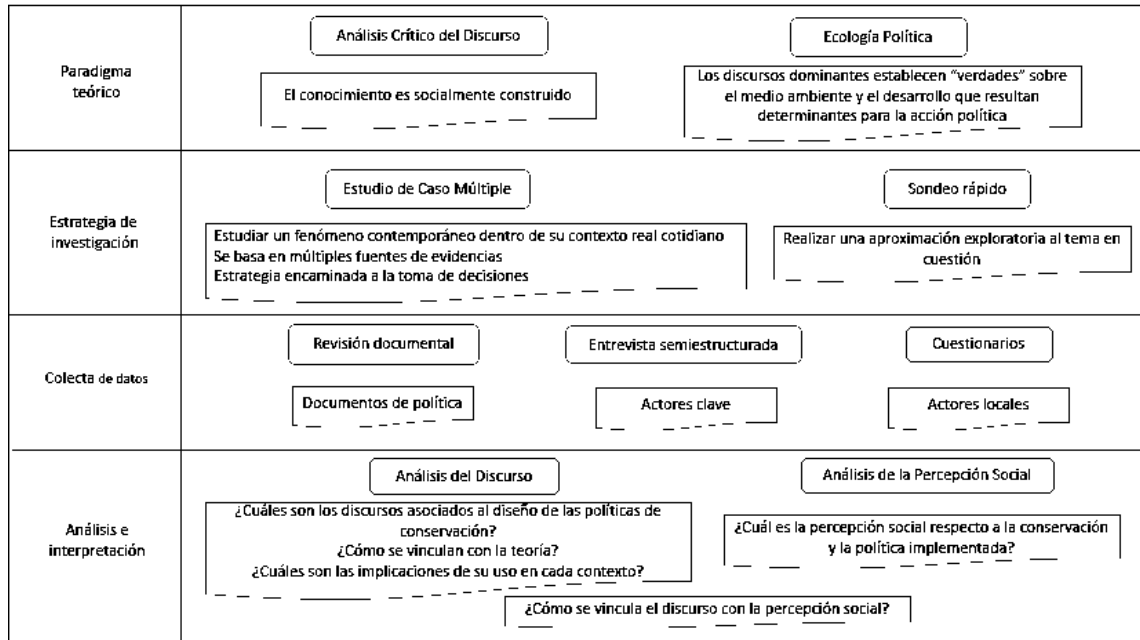 Paradigma
teórico
Análisis Crítico del Discurso
Ecología Política
El conocimiento es socialmente construido
Los discursos dominantes establecen “verdades” sobre
el medio ambiente y el desarrollo que resultan
determinantes para la acción política
Estrategia de
investigación
Estudio de Caso Múltiple
Sondeo rápido
Estudiar un fenómeno contemporáneo dentro de su contexto real cotidiano
Se basa en múltiples fuentes de evidencias
Estrategia encaminada a la toma de decisiones
Realizar una aproximación exploratoria al tema en
cuestión
Colecta de datos
Revisión documental
Entrevista semiestructurada
Cuestionarios
Documentos de política
Actores clave
Actores locales
Análisis e
interpretación
Análisis del Discurso
Análisis de la Percepción Social
¿Cuáles son los discursos asociados al diseño de las políticas de
conservación?
¿Cómo se vinculan con la teoría?
¿Cuáles son las implicaciones de su uso en cada contexto?
¿Cuál es la percepción social respecto a la conservación
y la política implementada?
¿Cómo se vincula el discurso con la percepción social?